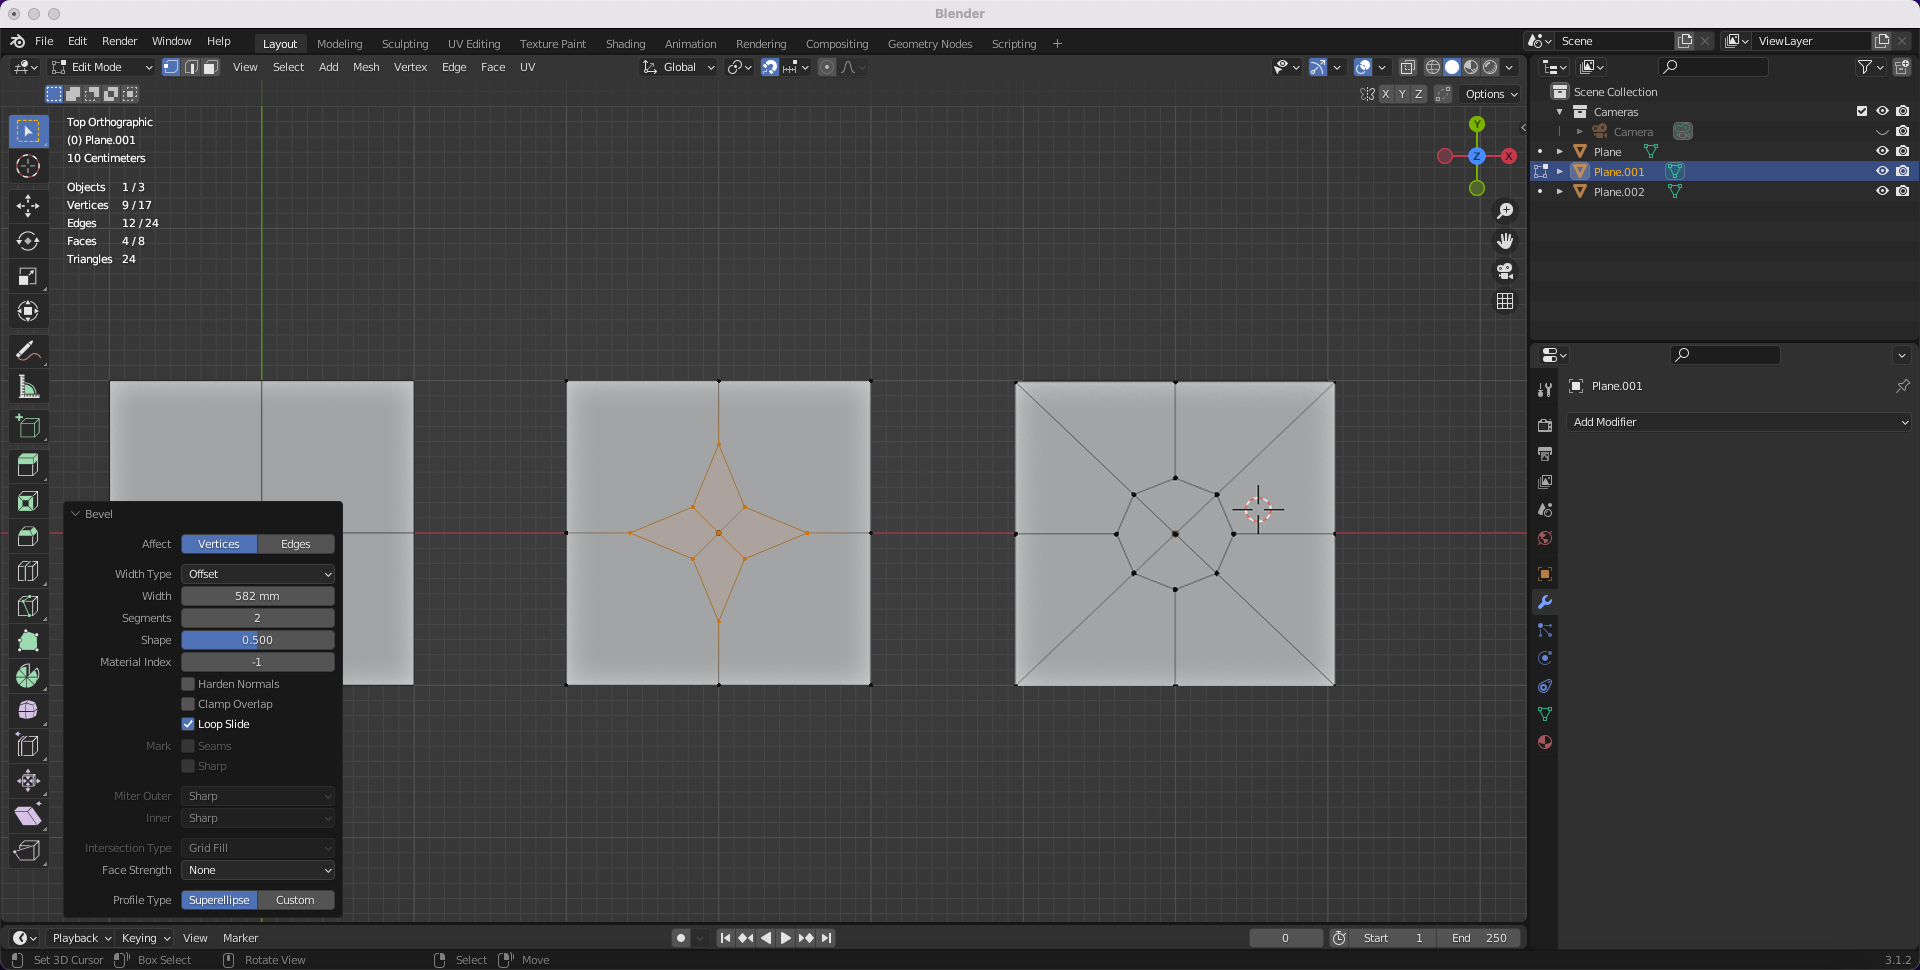 Blender
File Edit Render Window Help Layout Modeling Sculpting UV Editing Texture Paint Shading Animation Rendering Compositing Geometry Nodes Scripting + Scene ViewLayer
Edit Mode View Select Add Mesh Vertex Edge Face UV Global
X Y Z Options
Top Orthographic
(0) Plane.001
10 Centimeters
Objects 1 / 3
Vertices 9 / 17
Edges 12 / 24
Faces 4 / 8
Triangles 24
Y
Z X
Scene Collection
Cameras
Camera
Plane
Plane.001
Plane.002
Plane.001
Add Modifier
Bevel
Affect Vertices Edges
Width Type Offset
Width 582 mm
Segments 2
Shape 0.500
Material Index -1
Harden Normals
Clamp Overlap
Loop Slide
Mark Seams
Sharp
Miter Outer Sharp
Inner Sharp
Intersection Type Grid Fill
Face Strength None
Profile Type Superellipse Custom
Playback Keying View Marker 0 Start 1 End 250
Set 3D Cursor Box Select Rotate View Select Move 3.1.2